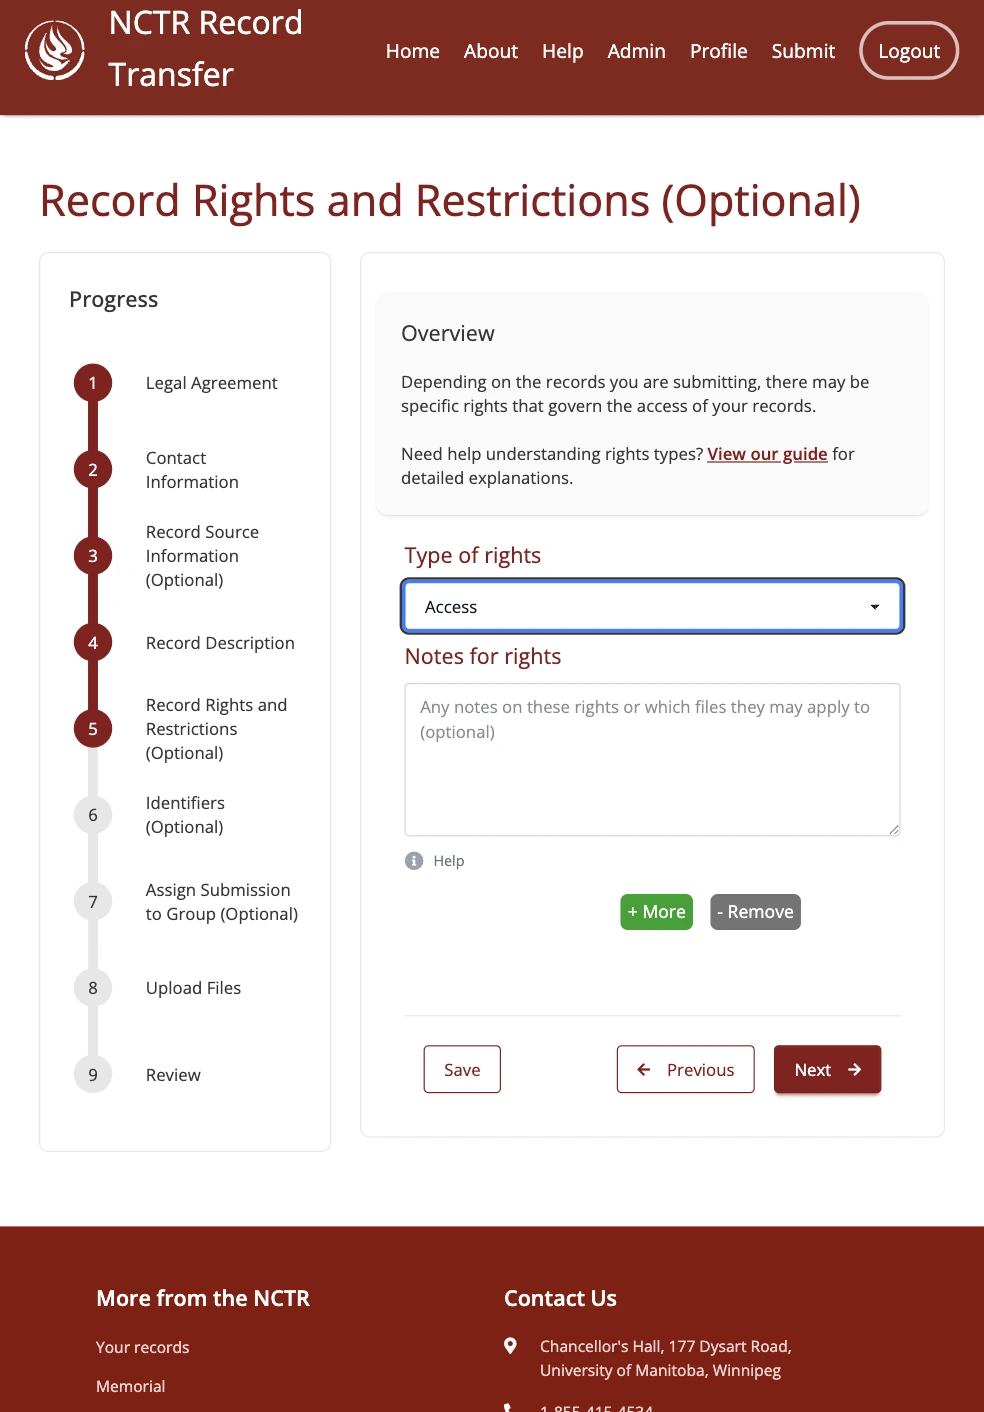 NCTR Record
Transfer
Home About Help Admin Profile Submit Logout
Record Rights and Restrictions (Optional)
Progress
1 Legal Agreement
2 Contact
Information
3 Record Source
Information
(Optional)
4 Record Description
5 Record Rights and
Restrictions
(Optional)
6 Identifiers
(Optional)
7 Assign Submission
to Group (Optional)
8 Upload Files
9 Review
Overview
Depending on the records you are submitting, there may be
specific rights that govern the access of your records.
Need help understanding rights types? View our guide for
detailed explanations.
Type of rights
Access
Notes for rights
Any notes on these rights or which files they may apply to
(optional)
Help
+ More - Remove
Save Previous Next
More from the NCTR
Your records
Memorial
Contact Us
Chancellor's Hall, 177 Dysart Road,
University of Manitoba, Winnipeg
1-855-415-4534